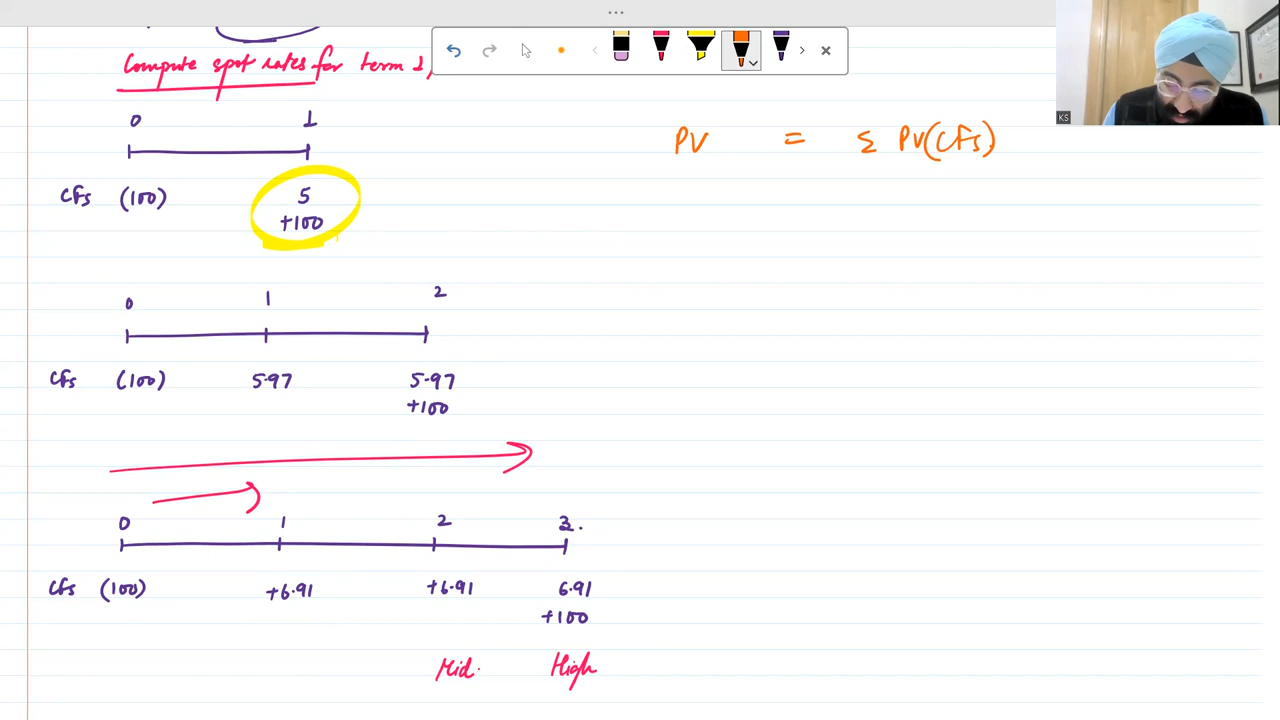 Compute spot rates for term 1,
PV = Σ PV(CFs)
0 1
CFs (100) 5
+100
0 1 2
CFs (100) 5.97 5.97
+100
0 1 2 3.
CFs (100) +6.91 +6.91 6.91
+100
Mid. High
KS